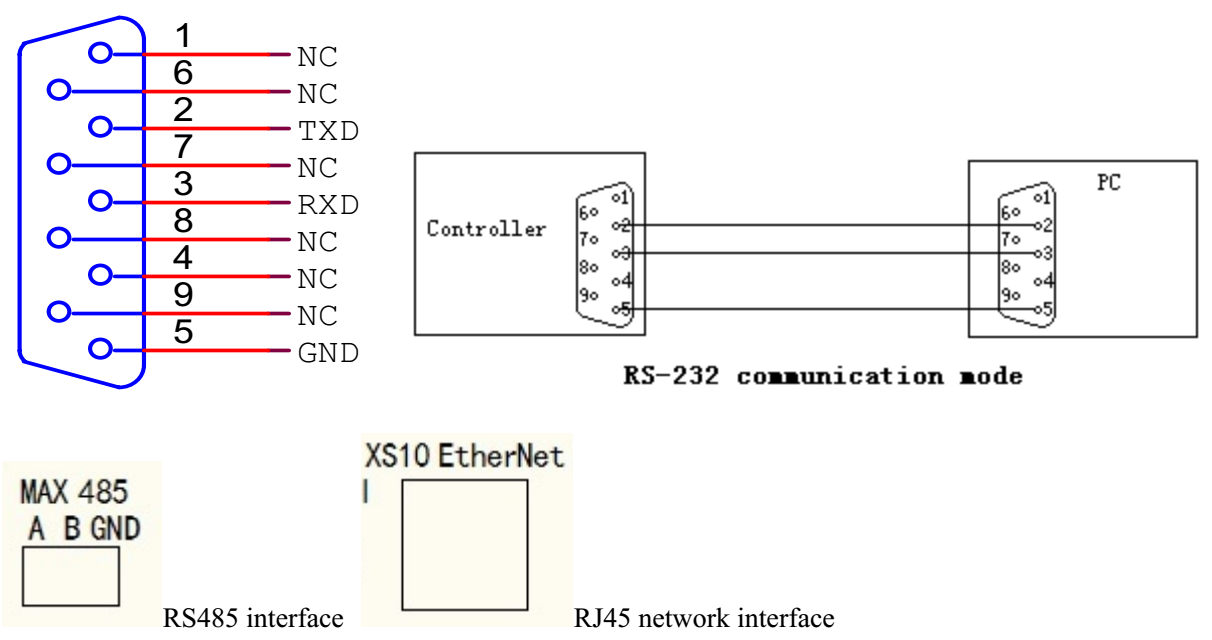 1 NC
6 NC
2 TXD
7 NC
3 RXD
8 NC
4 NC
9 NC
5 GND
Controller
1
6
2
7
3
8
4
9
5
PC
1
6
2
7
3
8
4
9
5
RS-232 communication mode
MAX 485
A B GND
RS485 interface
XS10 EtherNet
RJ45 network interface